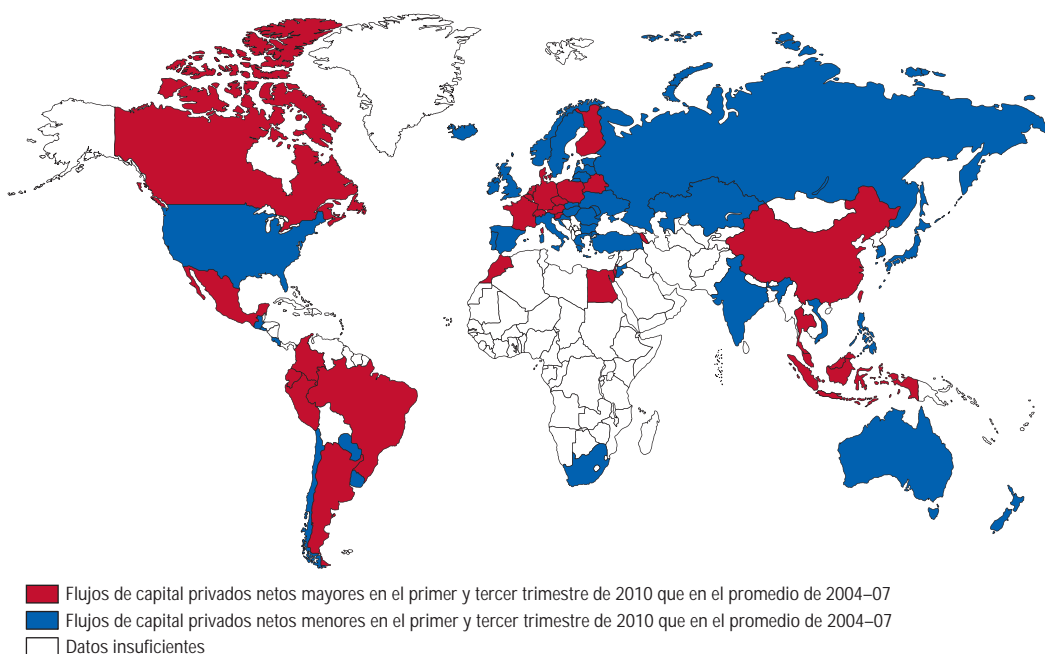 Flujos de capital privados netos mayores en el primer y tercer trimestre de 2010 que en el promedio de 2004–07
Flujos de capital privados netos menores en el primer y tercer trimestre de 2010 que en el promedio de 2004–07
Datos insuficientes